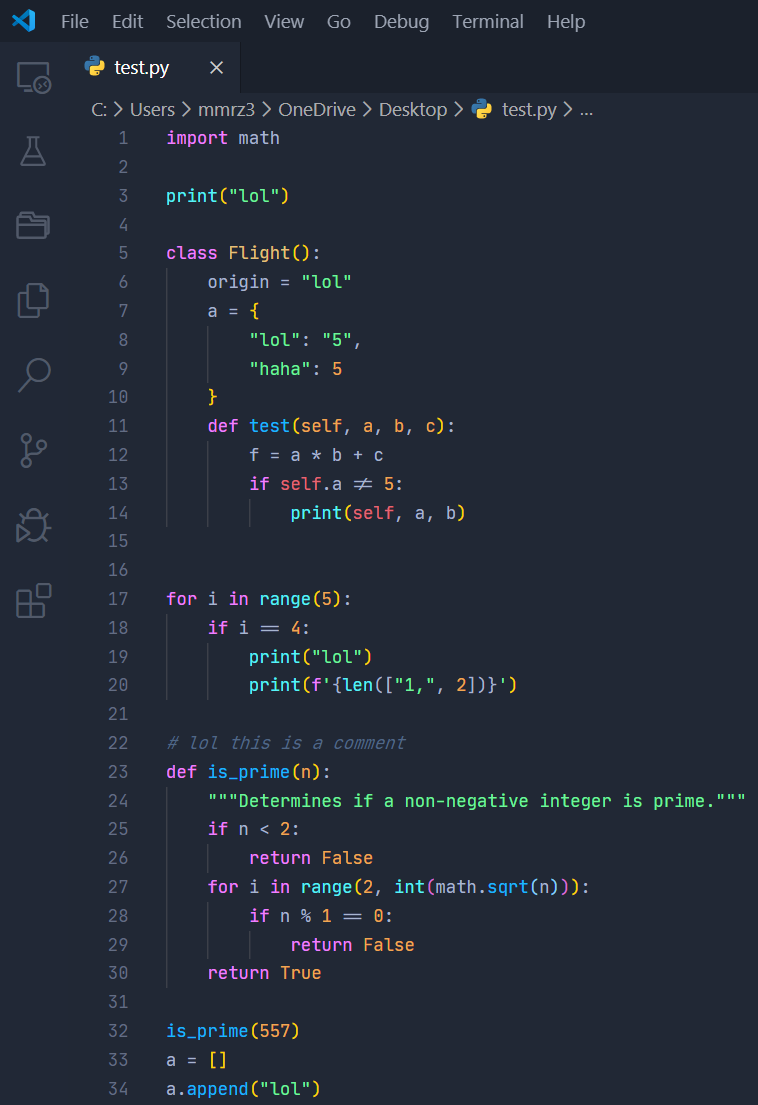 File Edit Selection View Go Debug Terminal Help
test.py
C: > Users > mmrz3 > OneDrive > Desktop > test.py > ...
1 import math
2
3 print("lol")
4
5 class Flight():
6     origin = "lol"
7     a = {
8         "lol": "5",
9         "haha": 5
10     }
11     def test(self, a, b, c):
12         f = a * b + c
13         if self.a ≠ 5:
14             print(self, a, b)
15
16
17 for i in range(5):
18     if i == 4:
19         print("lol")
20         print(f'{len(["1,", 2])}')
21
22 # lol this is a comment
23 def is_prime(n):
24     """Determines if a non-negative integer is prime."""
25     if n < 2:
26         return False
27     for i in range(2, int(math.sqrt(n))):
28         if n % 1 == 0:
29             return False
30     return True
31
32 is_prime(557)
33 a = []
34 a.append("lol")